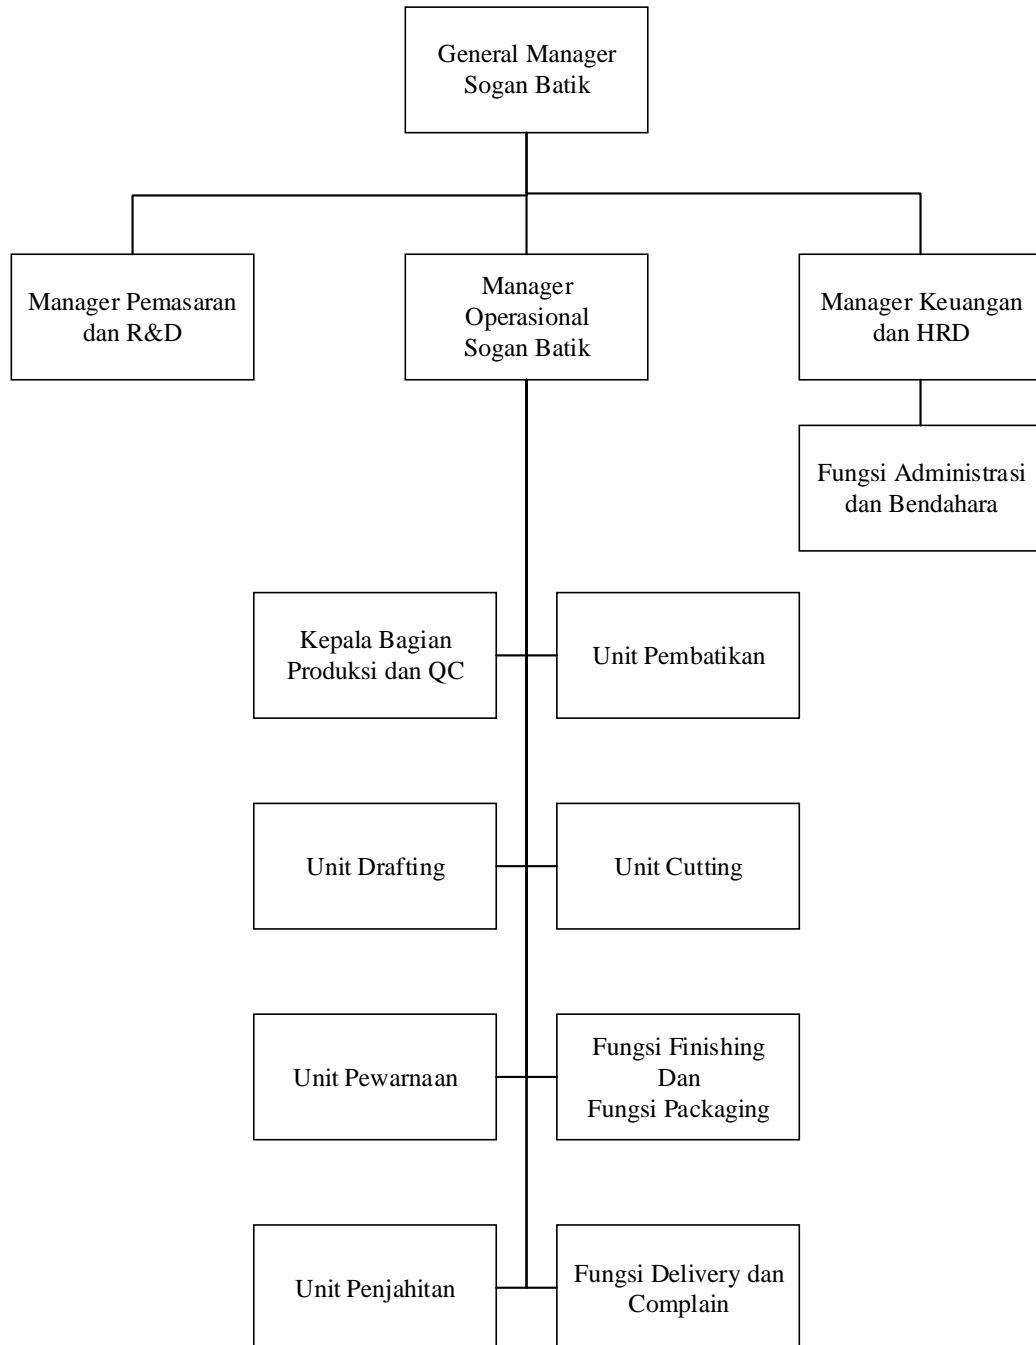 General Manager
Sogan Batik
Manager Pemasaran
dan R&D
Manager
Operasional
Sogan Batik
Manager Keuangan
dan HRD
Fungsi Administrasi
dan Bendahara
Kepala Bagian
Produksi dan QC
Unit Pembatikan
Unit Drafting
Unit Cutting
Unit Pewarnaan
Fungsi Finishing
Dan
Fungsi Packaging
Unit Penjahitan
Fungsi Delivery dan
Complain